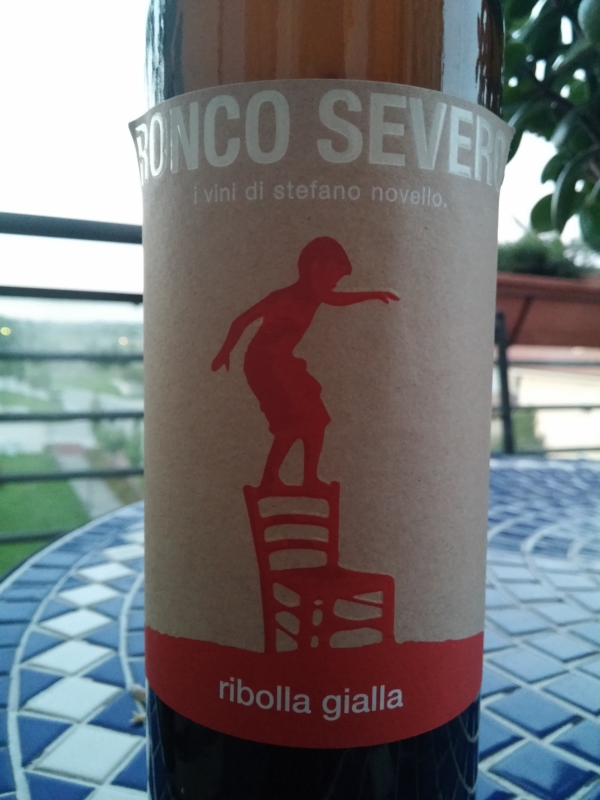 RONCO SEVERO
i vini di stefano novello.
ribolla gialla